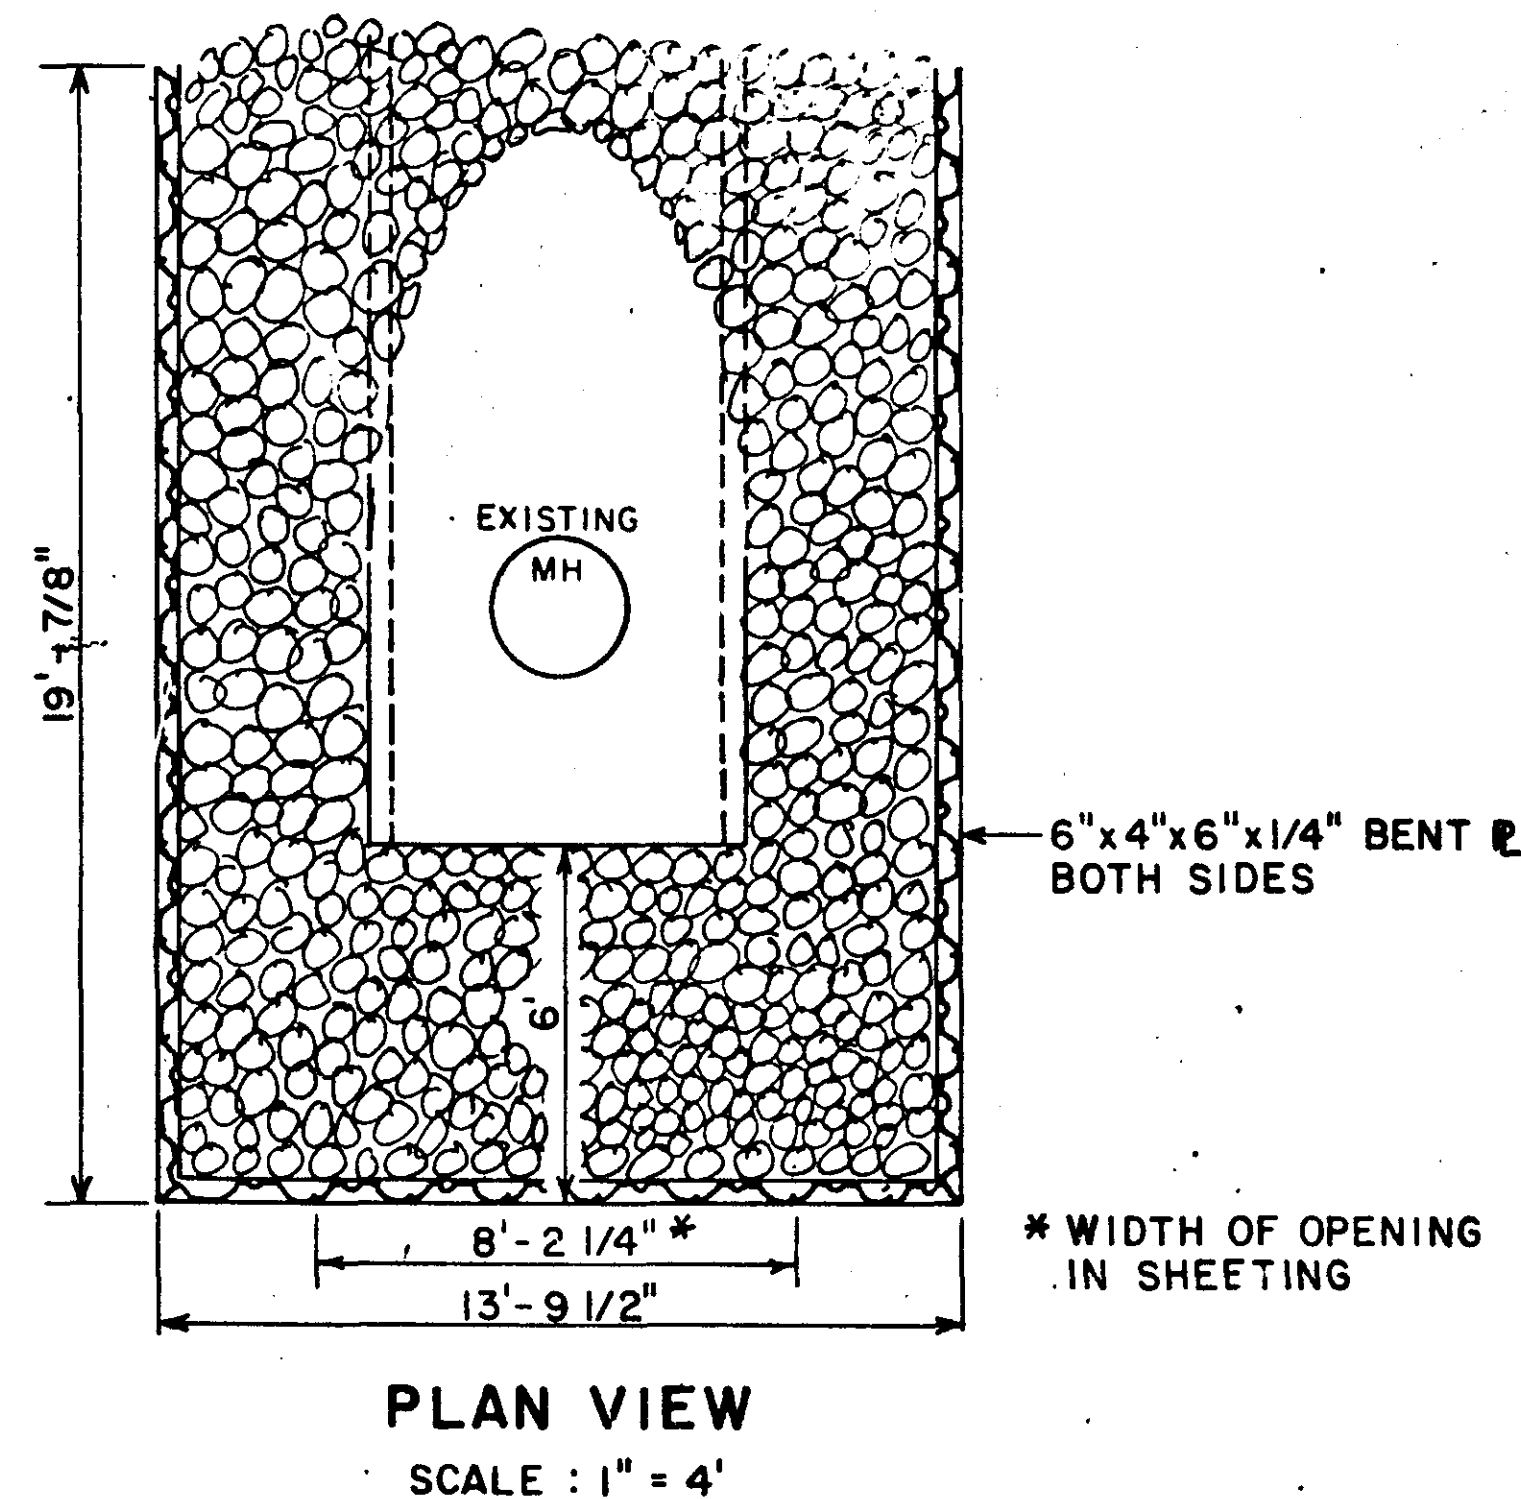 EXISTING
MH
19' - 7/8"
6"x4"x6"x1/4" BENT ⅊
BOTH SIDES
6'
8'-2 1/4" *
13'-9 1/2"
* WIDTH OF OPENING
IN SHEETING
PLAN VIEW
SCALE : 1" = 4'